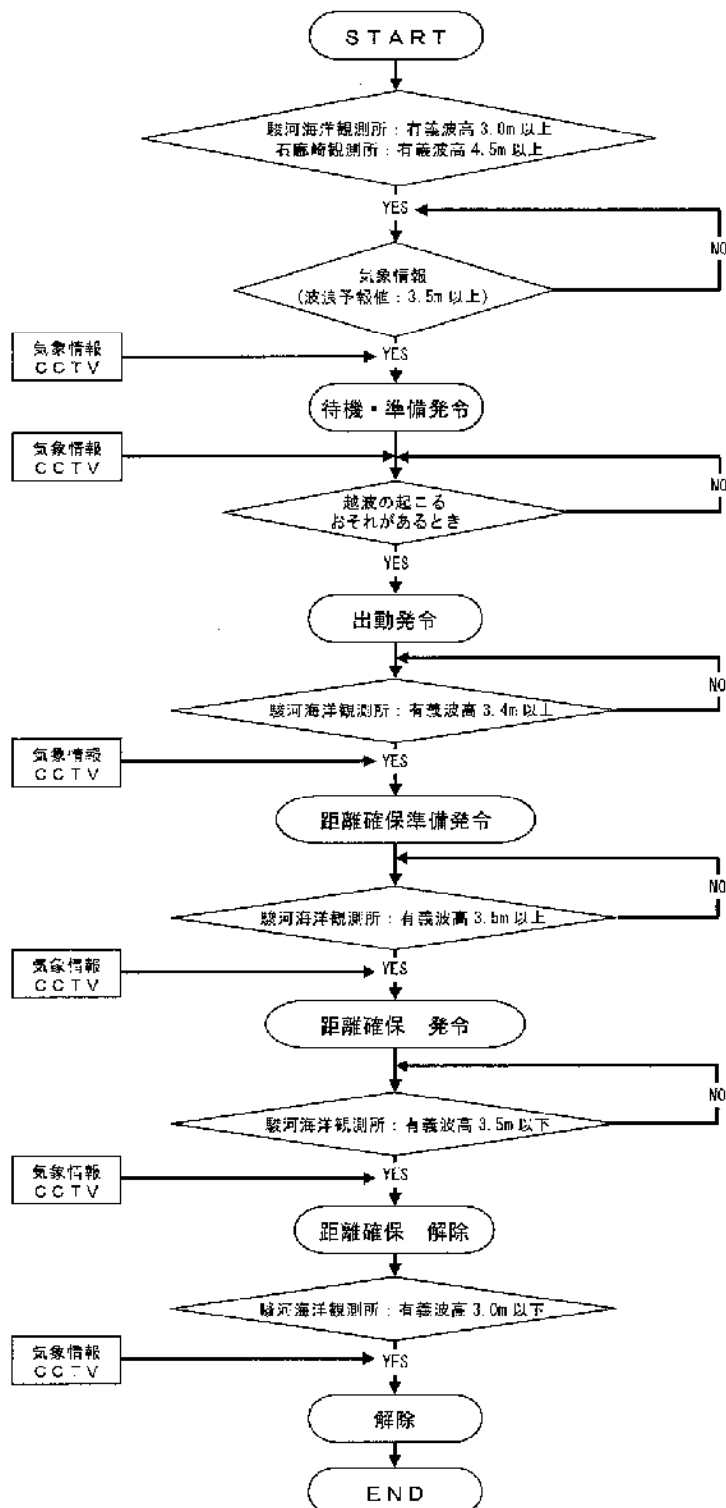 START
駿河海洋観測所:有義波高 3.0m 以上
石廊崎観測所:有義波高 4.5m 以上
YES
NO
気象情報
(波浪予報値:3.5m 以上)
気象情報
CCTV
YES
待機・準備発令
気象情報
CCTV
NO
越波の起こる
おそれがあるとき
YES
出動発令
NO
駿河海洋観測所:有義波高 3.4m 以上
気象情報
CCTV
YES
距離確保準備発令
NO
駿河海洋観測所:有義波高 3.5m 以上
気象情報
CCTV
YES
距離確保 発令
NO
駿河海洋観測所:有義波高 3.5m 以下
気象情報
CCTV
YES
距離確保 解除
駿河海洋観測所:有義波高 3.0m 以下
気象情報
CCTV
YES
解除
END